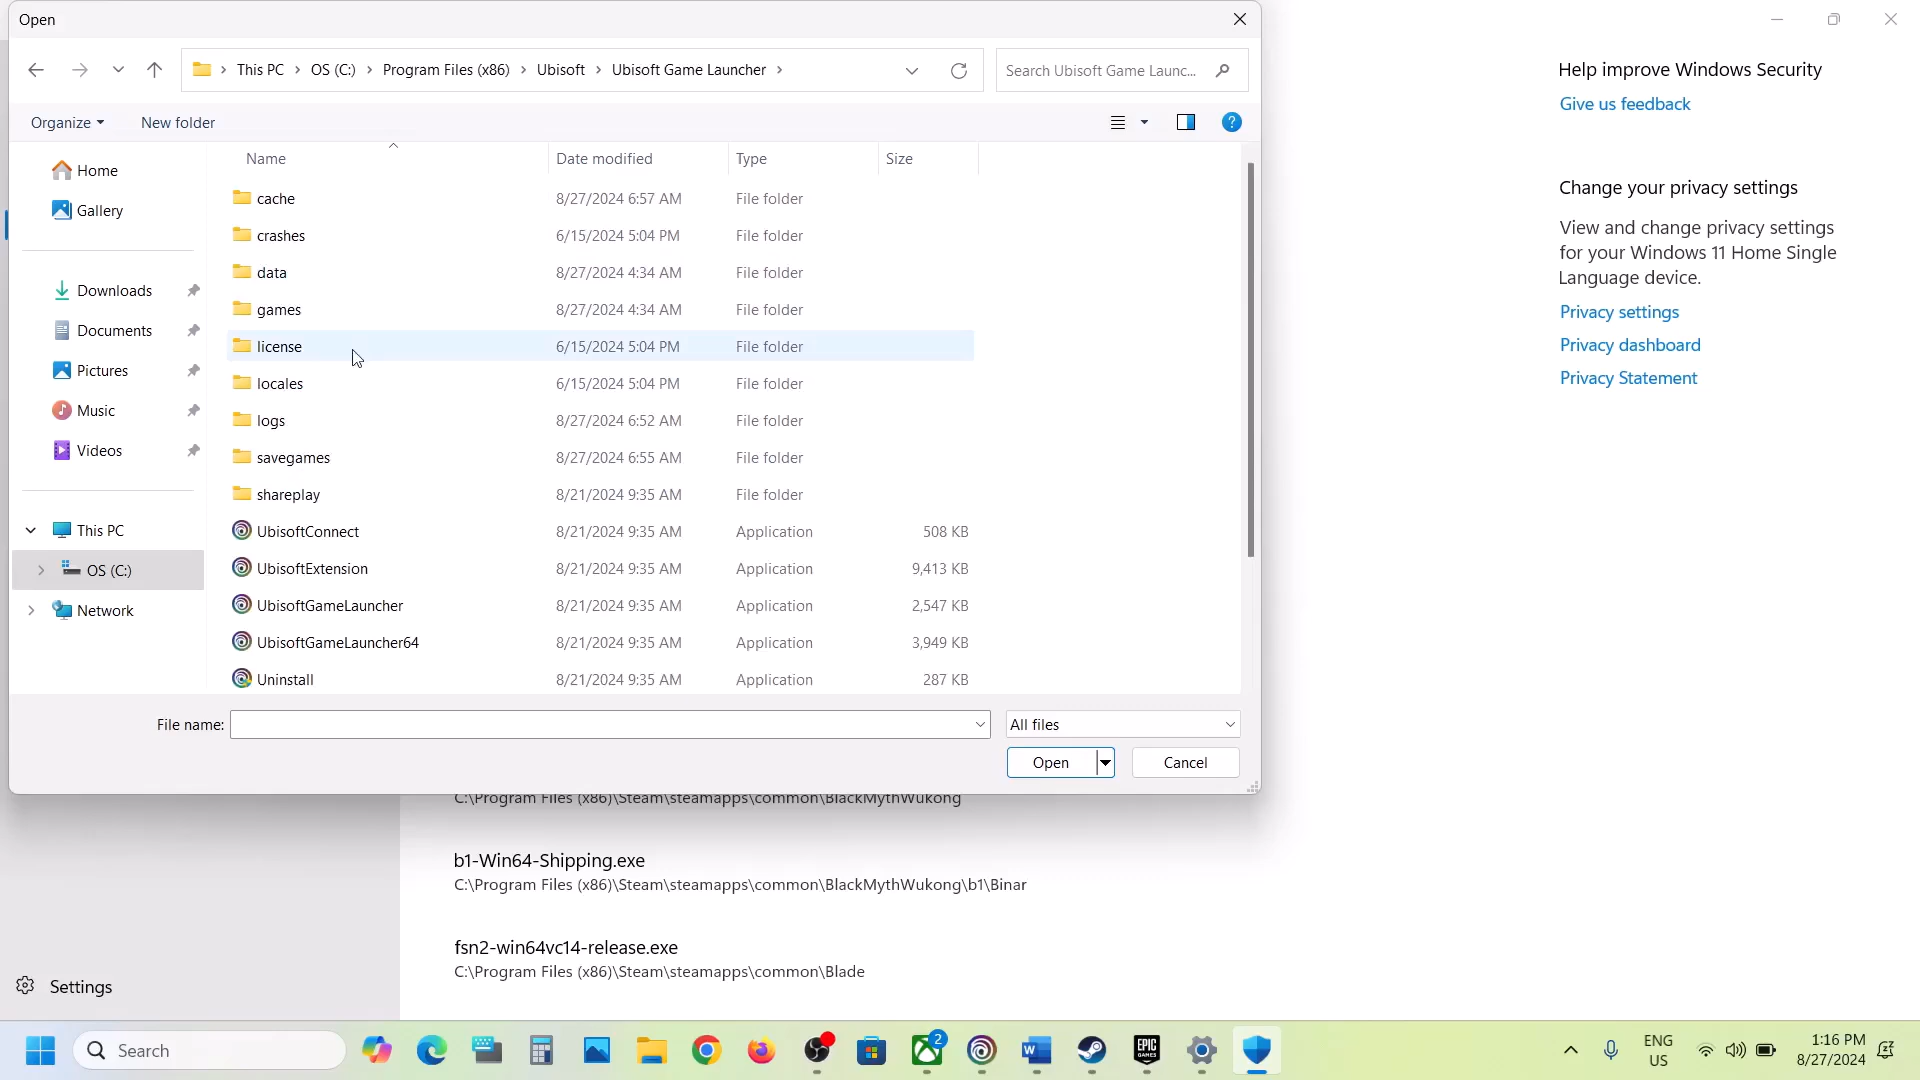 Open
This PC
OS (C:)
Program Files (x86)
Ubisoft
Ubisoft Game Launcher
Search Ubisoft Game Launc...
Organize
New folder
Home
Gallery
Downloads
Documents
Pictures
Music
Videos
This PC
OS (C:)
Network
Name Date modified Type Size
cache 8/27/2024 6:57 AM File folder
crashes 6/15/2024 5:04 PM File folder
data 8/27/2024 4:34 AM File folder
games 8/27/2024 4:34 AM File folder
license 6/15/2024 5:04 PM File folder
locales 6/15/2024 5:04 PM File folder
logs 8/27/2024 6:52 AM File folder
savegames 8/27/2024 6:55 AM File folder
shareplay 8/21/2024 9:35 AM File folder
UbisoftConnect 8/21/2024 9:35 AM Application 508 KB
UbisoftExtension 8/21/2024 9:35 AM Application 9,413 KB
UbisoftGameLauncher 8/21/2024 9:35 AM Application 2,547 KB
UbisoftGameLauncher64 8/21/2024 9:35 AM Application 3,949 KB
Uninstall 8/21/2024 9:35 AM Application 287 KB
File name:
All files
Open
Cancel
Help improve Windows Security
Give us feedback
Change your privacy settings
View and change privacy settings
for your Windows 11 Home Single
Language device.
Privacy settings
Privacy dashboard
Privacy Statement
C:\Program Files (x86)\Steam\steamapps\common\BlackMythWukong
b1-Win64-Shipping.exe
C:\Program Files (x86)\Steam\steamapps\common\BlackMythWukong\b1\Binar
fsn2-win64vc14-release.exe
C:\Program Files (x86)\Steam\steamapps\common\Blade
Settings
Search
2
EPIC
GAMES
ENG
US
1:16 PM
8/27/2024